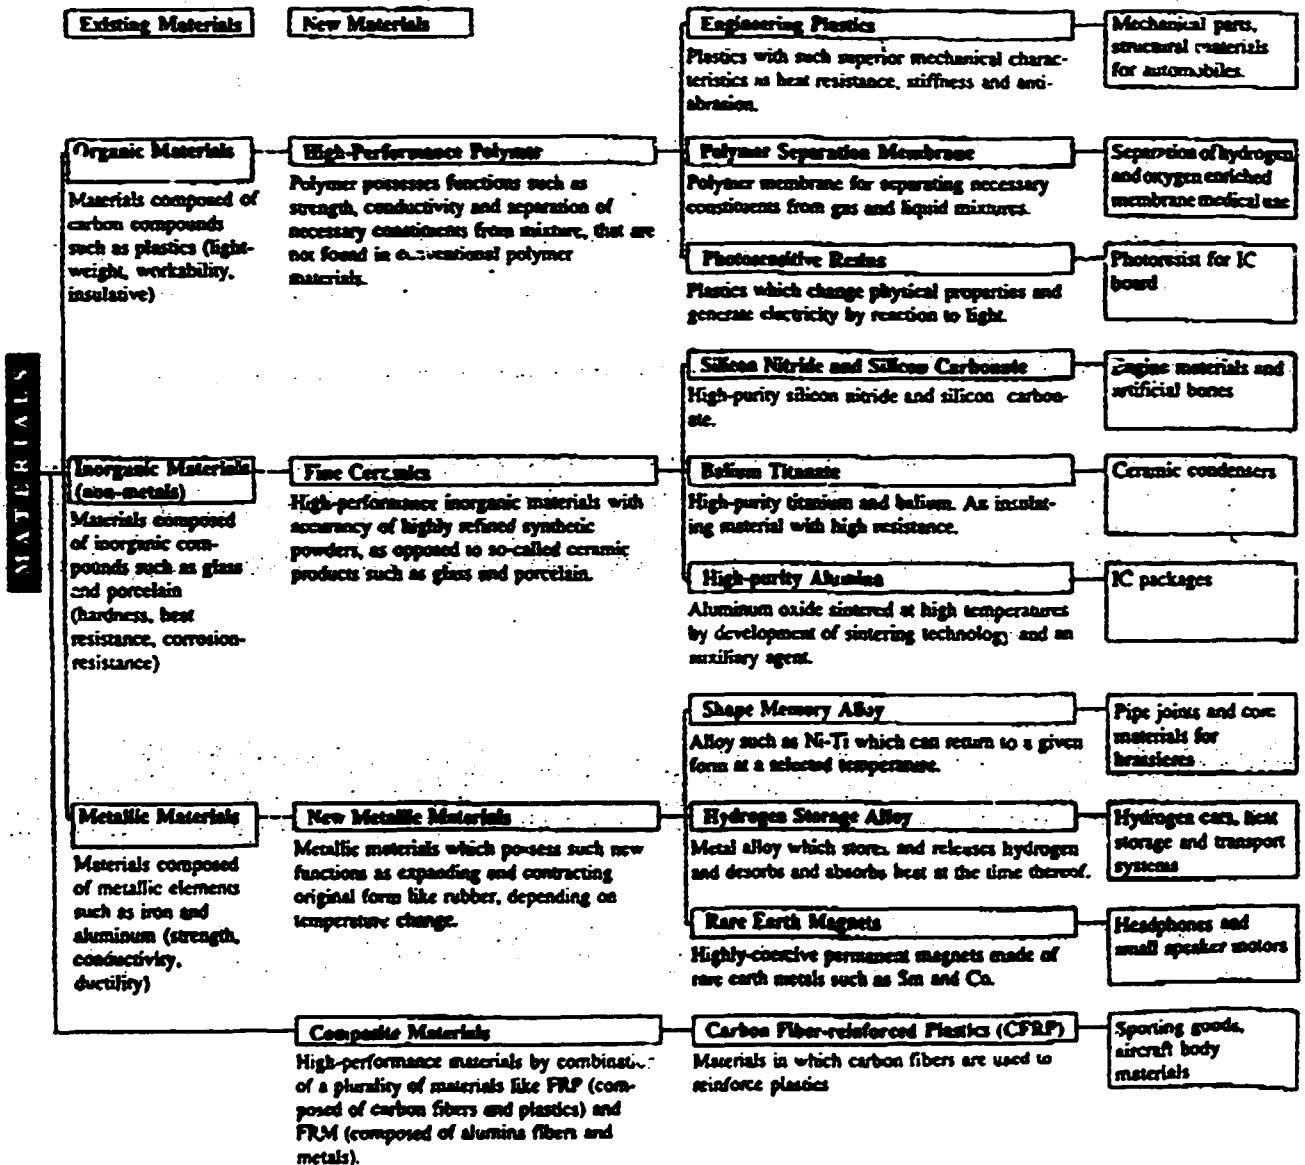 Existing Materials
New Materials
MATERIALS
Organic Materials
Materials composed of
carbon compounds
such as plastics (light-
weight, workability,
insulative)
High-Performance Polymer
Polymer possesses functions such as
strength, conductivity and separation of
necessary constiments from mixture, that are
not found in conventional polymer
materials.
Engineering Plastics
Plastics with such superior mechanical charac-
teristics as heat resistance, stiffness and anti-
abrasion.
Mechanical parts,
structural materials
for automobiles.
Polymer Separation Membrane
Polymer membrane for separating necessary
constiments from gas and liquid mixtures.
Separation of hydrogen
and oxygen enriched
membrane medical use
Photosensitive Resins
Plastics which change physical properties and
generate electricity by reaction to light.
Photoresist for IC
board
Inorganic Materials
(non-metals)
Materials composed
of inorganic com-
pounds such as glass
and porcelain
(hardness, heat
resistance, corrosion-
resistance)
Fine Ceramics
High-performance inorganic materials with
accuracy of highly refined synthetic
powders, as opposed to so-called ceramic
products such as glass and porcelain.
Silicon Nitride and Silicon Carbonate
High-purity silicon nitride and silicon carbon-
ate.
Engine materials and
artificial bones
Balium Titanate
High-purity titanium and balium. An insulat-
ing material with high resistance.
Ceramic condensers
High-purity Alumina
Aluminum oxide sintered at high temperatures
by development of sintering technology and an
auxiliary agent.
IC packages
Metallic Materials
Materials composed
of metallic elements
such as iron and
aluminum (strength,
conductivity,
ductility)
New Metallic Materials
Metallic materials which possess such new
functions as expanding and contracting
original form like rubber, depending on
temperature change.
Shape Memory Alloy
Alloy such as Ni-Ti which can return to a given
form at a selected temperature.
Pipe joints and core
materials for
brassieres
Hydrogen Storage Alloy
Metal alloy which stores and releases hydrogen
and desorbs and absorbs heat at the time thereof.
Hydrogen cars, heat
storage and transport
systems
Rare Earth Magnets
Highly-coercive permanent magnets made of
rare earth metals such as Sm and Co.
Headphones and
small speaker motors
Composite Materials
High-performance materials by combination
of a plurality of materials like FRP (com-
posed of carbon fibers and plastics) and
FRM (composed of alumina fibers and
metals).
Carbon Fiber-reinforced Plastics (CFRP)
Materials in which carbon fibers are used to
reinforce plastics
Sporting goods,
aircraft body
materials